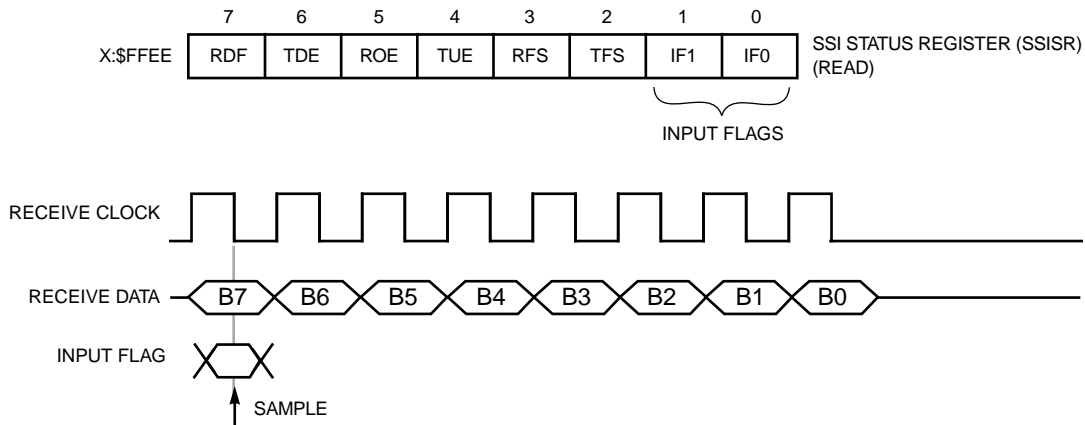 7 6 5 4 3 2 1 0
X:$FFEE RDF TDE ROE TUE RFS TFS IF1 IF0 SSI STATUS REGISTER (SSISR)
(READ)
INPUT FLAGS
RECEIVE CLOCK
RECEIVE DATA B7 B6 B5 B4 B3 B2 B1 B0
INPUT FLAG
SAMPLE